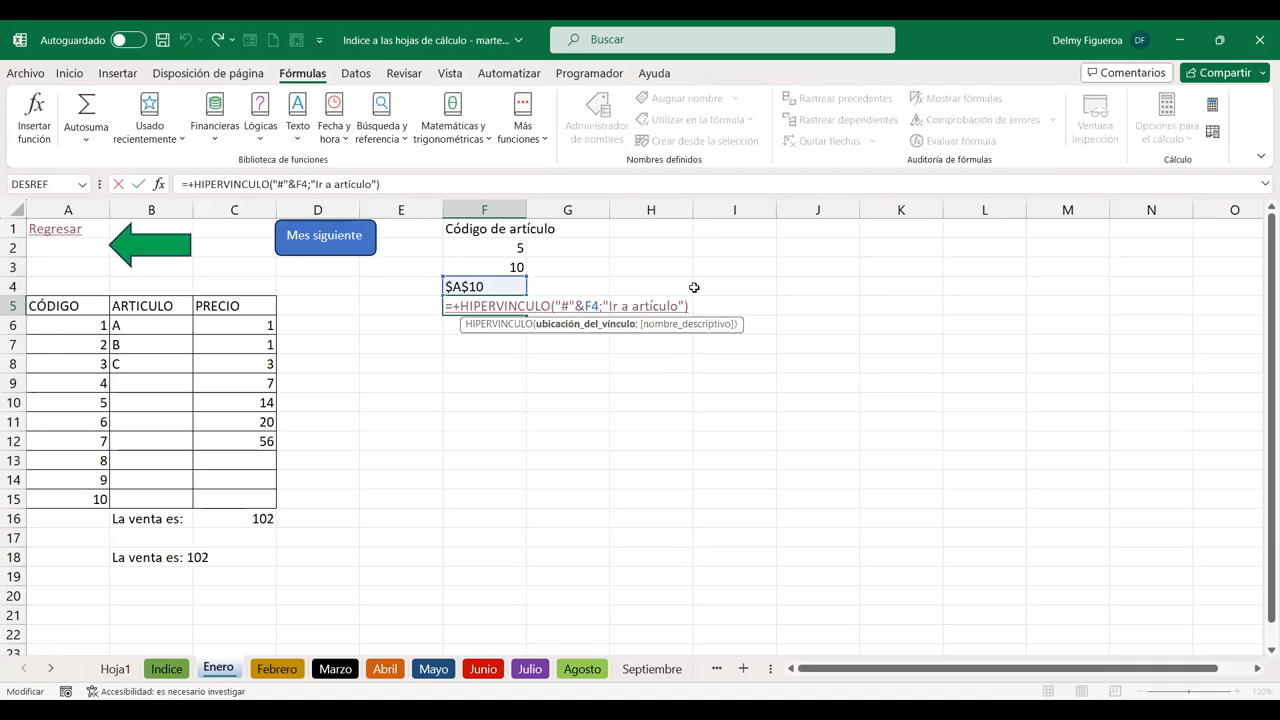 Autoguardado
Indice a las hojas de cálculo - marte...
Buscar
Delmy Figueroa DF
Archivo Inicio Insertar Disposición de página Fórmulas Datos Revisar Vista Automatizar Programador Ayuda
Comentarios Compartir
Insertar función
Autosuma
Usado recientemente
Financieras
Lógicas
Texto
Fecha y hora
Búsqueda y referencia
Matemáticas y trigonométricas
Más funciones
Biblioteca de funciones
Administrador de nombres
Asignar nombre
Utilizar en la fórmula
Crear desde la selección
Nombres definidos
Rastrear precedentes
Rastrear dependientes
Quitar flechas
Mostrar fórmulas
Comprobación de errores
Evaluar fórmula
Auditoría de fórmulas
Ventana Inspección
Opciones para el cálculo
Cálculo
DESREF fx =+HIPERVINCULO("#"&F4;"Ir a artículo")
A B C D E F G H I J K L M N O
1 Regresar Mes siguiente Código de artículo
2 5
3 10
4 $A$10
5 CÓDIGO ARTICULO PRECIO =+HIPERVINCULO("#"&F4;"Ir a artículo")
HIPERVINCULO(ubicación_del_vínculo; [nombre_descriptivo])
6 1 A 1
7 2 B 1
8 3 C 3
9 4 7
10 5 14
11 6 20
12 7 56
13 8
14 9
15 10
16 La venta es: 102
17
18 La venta es: 102
19
20
21
22
23
Hoja1 Indice Enero Febrero Marzo Abril Mayo Junio Julio Agosto Septiembre ...
Modificar Accesibilidad: es necesario investigar 120%